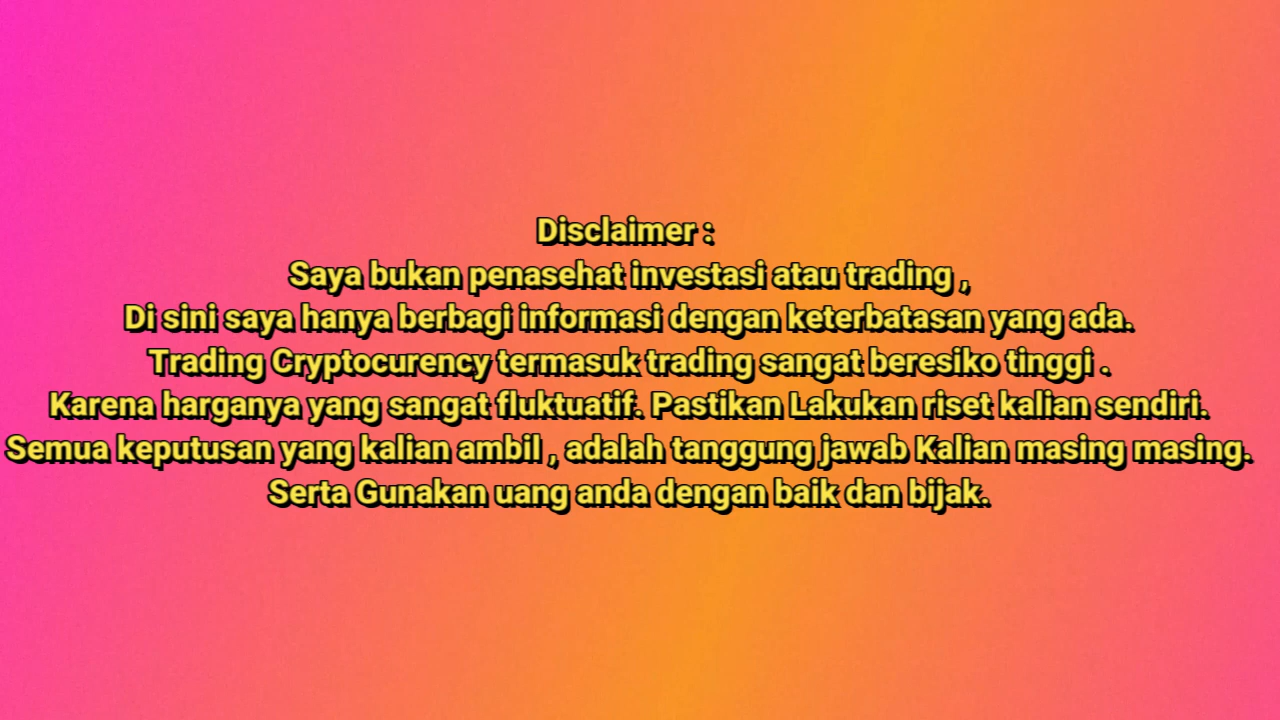 Disclaimer :
Saya bukan penasehat investasi atau trading ,
Di sini saya hanya berbagi informasi dengan keterbatasan yang ada.
Trading Cryptocurency termasuk trading sangat beresiko tinggi .
Karena harganya yang sangat fluktuatif. Pastikan Lakukan riset kalian sendiri.
Semua keputusan yang kalian ambil , adalah tanggung jawab Kalian masing masing.
Serta Gunakan uang anda dengan baik dan bijak.